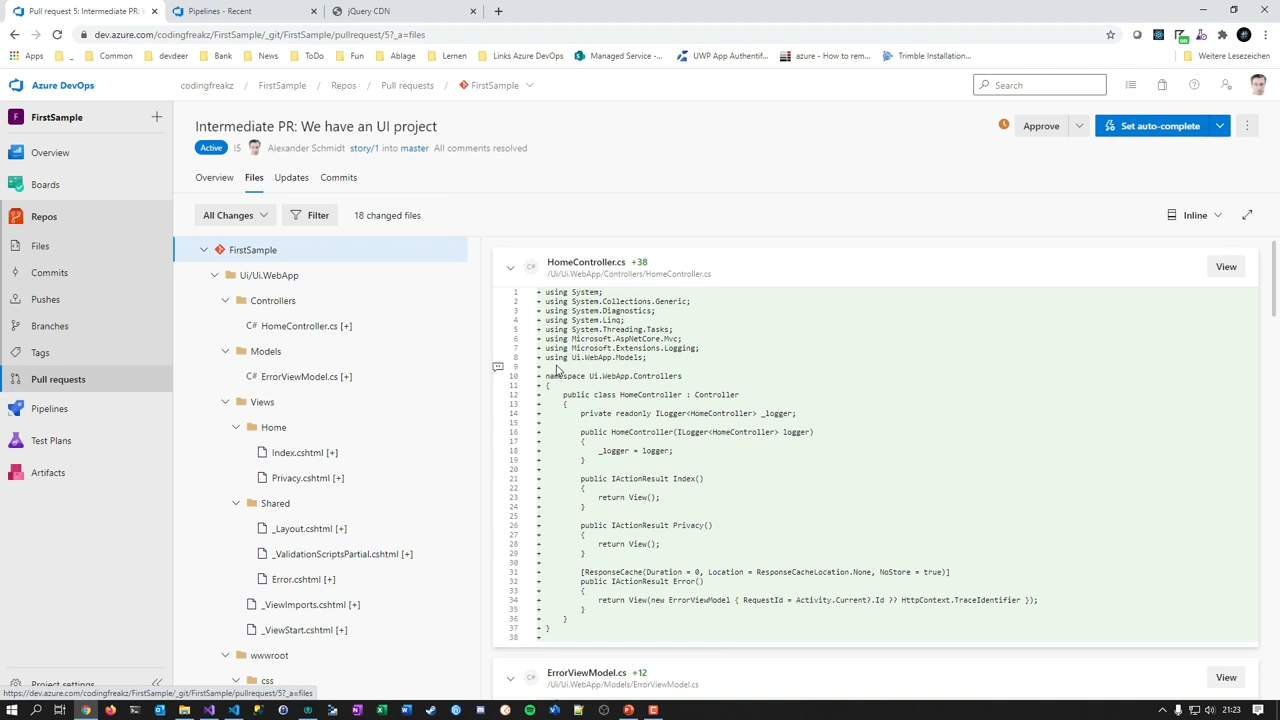 Pull request 5: Intermediate PR: W
Pipelines - Recent
jQuery CDN
dev.azure.com/codingfreakz/FirstSample/_git/FirstSample/pullrequest/5?_a=files
Apps
_
Common
devdeer
Bank
News
ToDo
Fun
Ablage
Lernen
Links Azure DevOps
Managed Service -...
UWP App Authentif...
azure - How to rem...
Trimble Installation...
Weitere Lesezeichen
Azure DevOps
codingfreakz / FirstSample / Repos / Pull requests / FirstSample
Search
F FirstSample
Overview
Boards
Repos
Files
Commits
Pushes
Branches
Tags
Pull requests
Pipelines
Test Plans
Artifacts
Project settings
https://dev.azure.com/codingfreakz/FirstSample/_git/FirstSample/pullrequest/5?_a=files
Intermediate PR: We have an UI project
Approve
Set auto-complete
Active
Alexander Schmidt story/1 into master All comments resolved
Overview Files Updates Commits
All Changes
Filter
18 changed files
Inline
FirstSample
Ui/Ui.WebApp
Controllers
C# HomeController.cs [+]
Models
C# ErrorViewModel.cs [+]
Views
Home
Index.cshtml [+]
Privacy.cshtml [+]
Shared
_Layout.cshtml [+]
_ValidationScriptsPartial.cshtml [+]
Error.cshtml [+]
_ViewImports.cshtml [+]
_ViewStart.cshtml [+]
wwwroot
css
C# HomeController.cs +38
/Ui/Ui.WebApp/Controllers/HomeController.cs
View
1 + using System;
2 + using System.Collections.Generic;
3 + using System.Diagnostics;
4 + using System.Linq;
5 + using System.Threading.Tasks;
6 + using Microsoft.AspNetCore.Mvc;
7 + using Microsoft.Extensions.Logging;
8 + using Ui.WebApp.Models;
9 +
10 + namespace Ui.WebApp.Controllers
11 + {
12 + public class HomeController : Controller
13 + {
14 + private readonly ILogger<HomeController> _logger;
15 +
16 + public HomeController(ILogger<HomeController> logger)
17 + {
18 + _logger = logger;
19 + }
20 +
21 + public IActionResult Index()
22 + {
23 + return View();
24 + }
25 +
26 + public IActionResult Privacy()
27 + {
28 + return View();
29 + }
30 +
31 + [ResponseCache(Duration = 0, Location = ResponseCacheLocation.None, NoStore = true)]
32 + public IActionResult Error()
33 + {
34 + return View(new ErrorViewModel { RequestId = Activity.Current?.Id ?? HttpContext.TraceIdentifier });
35 + }
36 + }
37 + }
38 +
C# ErrorViewModel.cs +12
/Ui/Ui.WebApp/Models/ErrorViewModel.cs
View
21:23